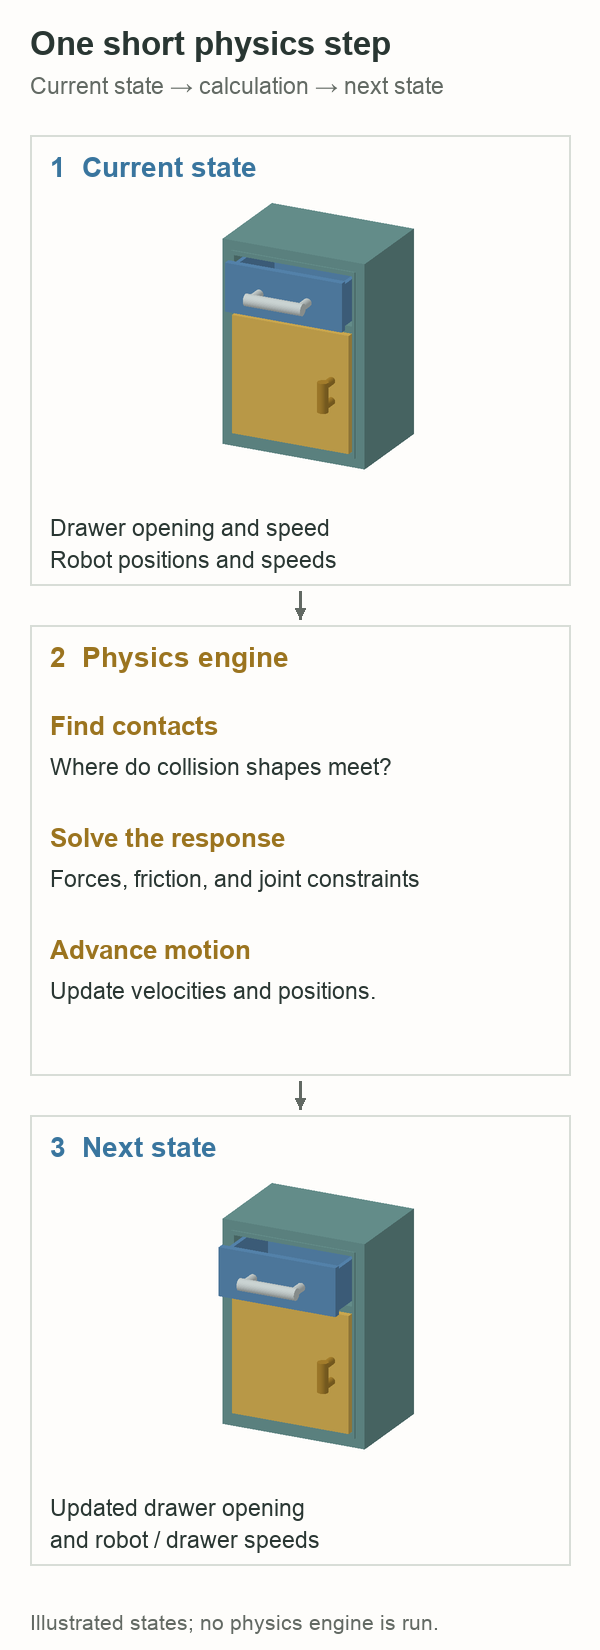 One short physics step
Current state → calculation → next state
1 Current state
Drawer opening and speed
Robot positions and speeds
2 Physics engine
Find contacts
Where do collision shapes meet?
Solve the response
Forces, friction, and joint constraints
Advance motion
Update velocities and positions.
3 Next state
Updated drawer opening
and robot / drawer speeds
Illustrated states; no physics engine is run.